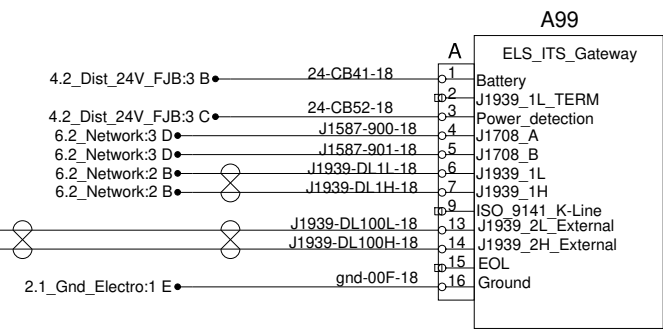 A99
A
ELS_ITS_Gateway
4.2_Dist_24V_FJB:3 B 24-CB41-18 1 Battery
2 J1939_1L_TERM
4.2_Dist_24V_FJB:3 C 24-CB52-18 3 Power_detection
6.2_Network:3 D J1587-900-18 4 J1708_A
6.2_Network:3 D J1587-901-18 5 J1708_B
6.2_Network:2 B J1939-DL1L-18 6 J1939_1L
6.2_Network:2 B J1939-DL1H-18 7 J1939_1H
9 ISO_9141_K-Line
J1939-DL100L-18 13 J1939_2L_External
J1939-DL100H-18 14 J1939_2H_External
15 EOL
2.1_Gnd_Electro:1 E gnd-00F-18 16 Ground